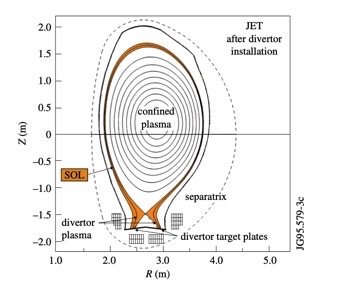 JET
after divertor
installation
2.0
1.5
1.0
0.5
0
−0.5
−1.0
−1.5
−2.0
Z (m)
confined
plasma
SOL
separatrix
divertor
plasma
divertor target plates
1.0
2.0
3.0
4.0
5.0
R (m)
JG95.579-3c